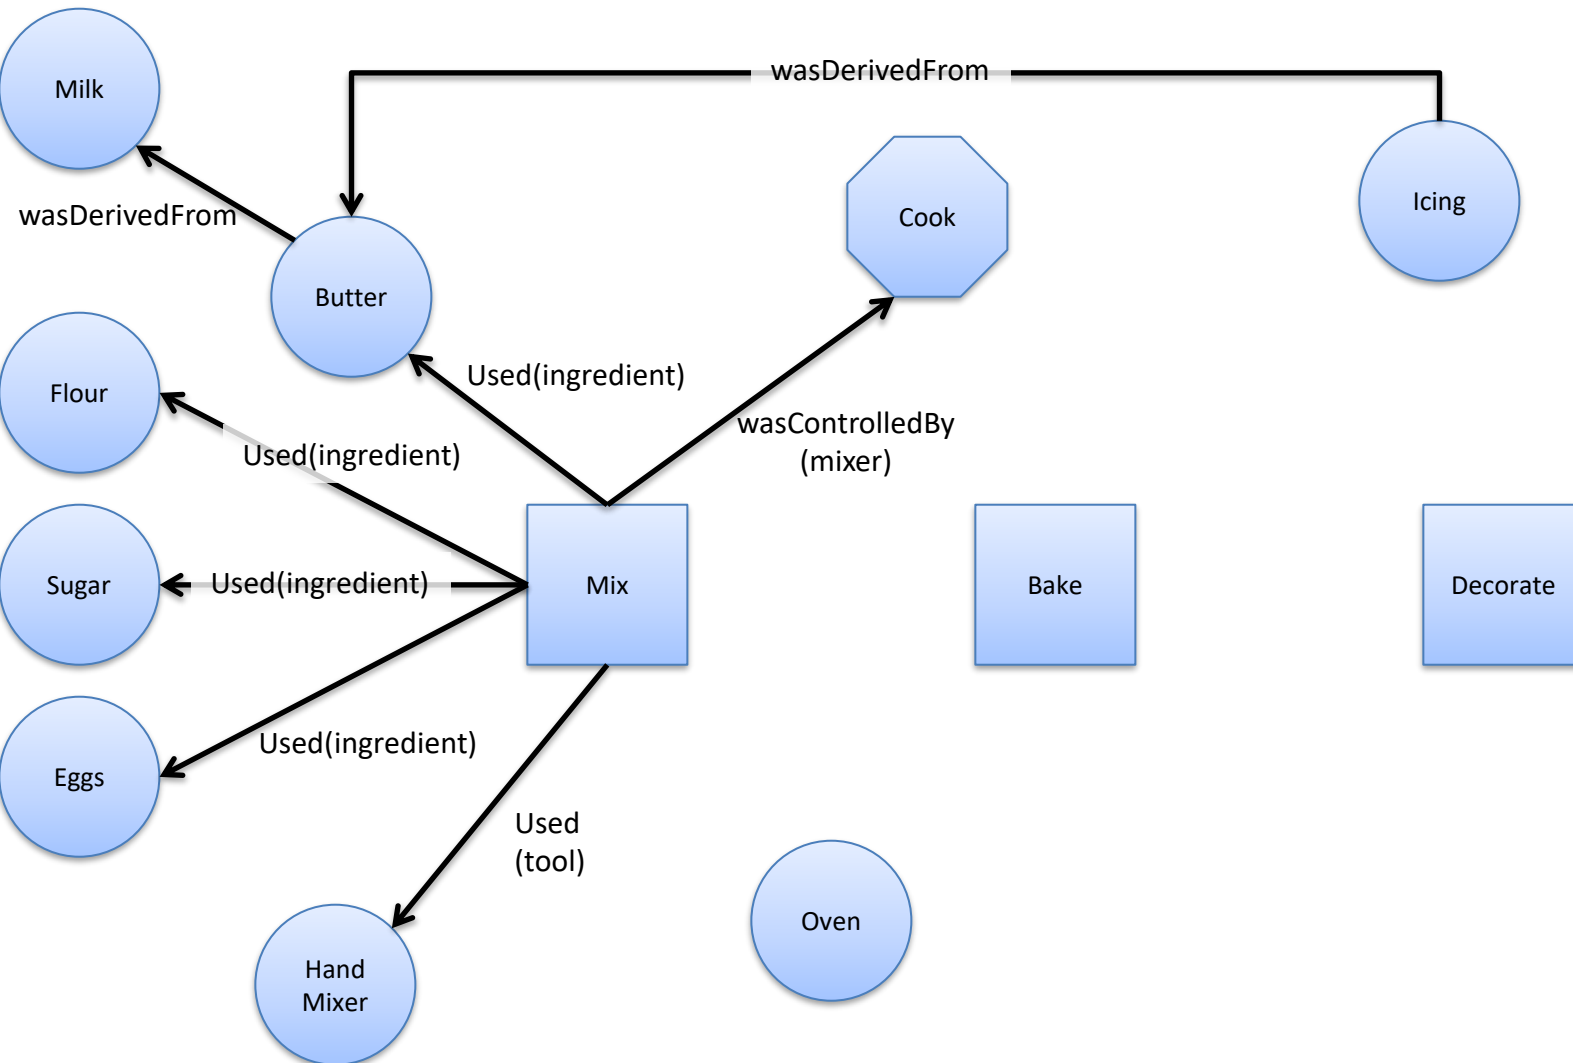 wasDerivedFrom
Milk
Icing
wasDerivedFrom
Cook
Butter
Used(ingredient)
Flour
wasControlledBy
(mixer)
Used(ingredient)
Sugar
Used(ingredient)
Mix
Bake
Decorate
Used(ingredient)
Eggs
Used
(tool)
Oven
Hand
Mixer